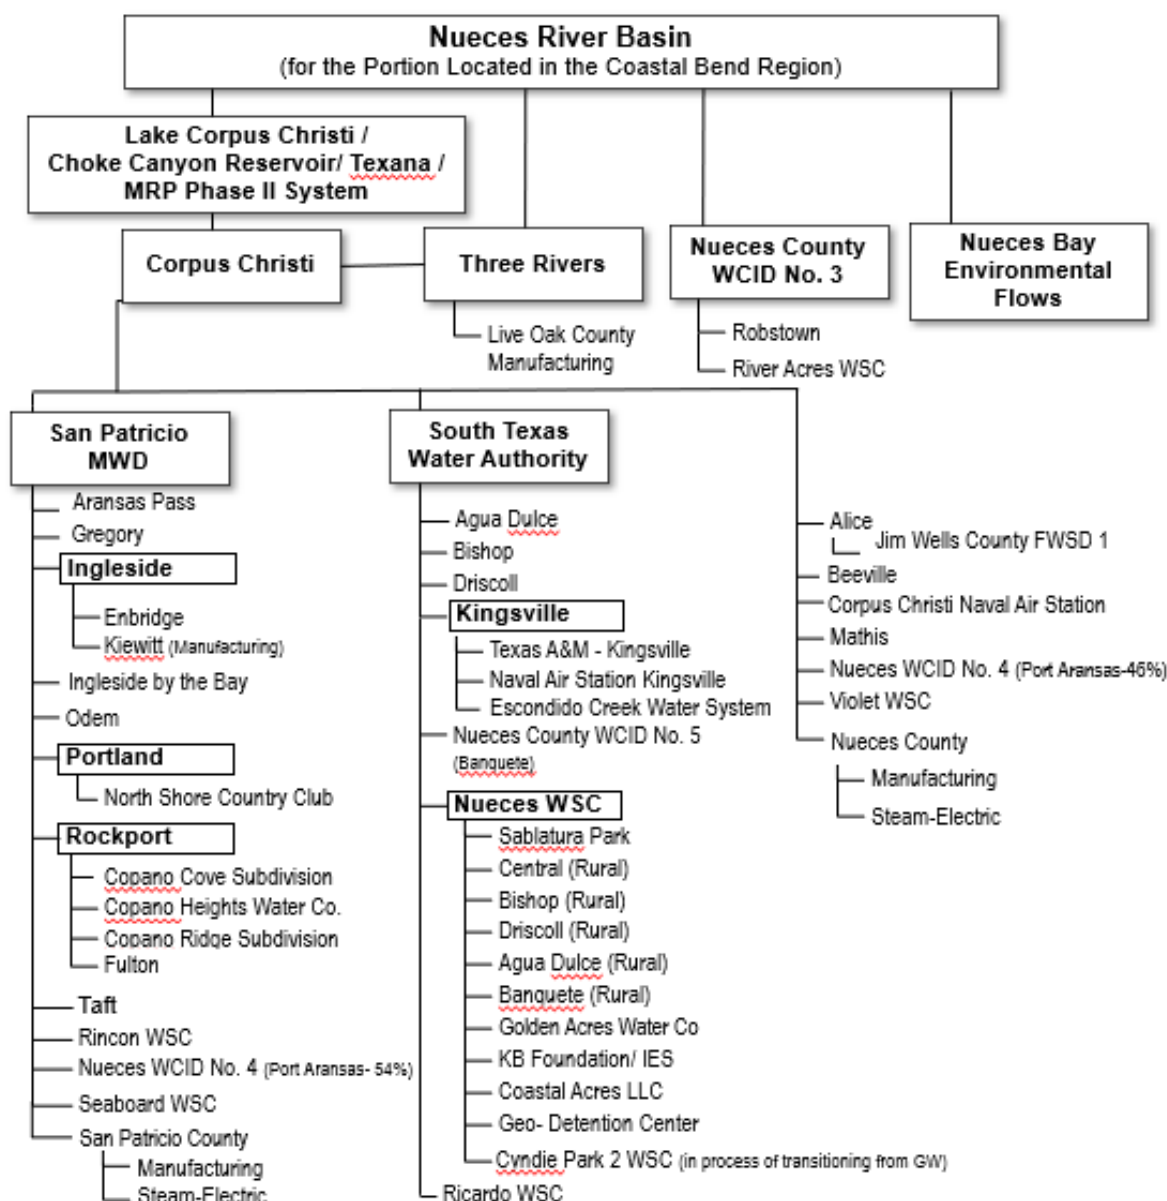 Nueces River Basin
(for the Portion Located in the Coastal Bend Region)
Lake Corpus Christi /
Choke Canyon Reservoir/ Texana /
MRP Phase II System
Corpus Christi
Three Rivers
Nueces County
WCID No. 3
Nueces Bay
Environmental
Flows
Live Oak County
Manufacturing
Robstown
River Acres WSC
San Patricio
MWD
Aransas Pass
Gregory
Ingleside
Enbridge
Kiewitt (Manufacturing)
Ingleside by the Bay
Odem
Portland
North Shore Country Club
Rockport
Copano Cove Subdivision
Copano Heights Water Co.
Copano Ridge Subdivision
Fulton
Taft
Rincon WSC
Nueces WCID No. 4 (Port Aransas- 54%)
Seaboard WSC
San Patricio County
Manufacturing
Steam-Electric
South Texas
Water Authority
Agua Dulce
Bishop
Driscoll
Kingsville
Texas A&M - Kingsville
Naval Air Station Kingsville
Escondido Creek Water System
Nueces County WCID No. 5
(Banquete)
Nueces WSC
Sablatura Park
Central (Rural)
Bishop (Rural)
Driscoll (Rural)
Agua Dulce (Rural)
Banquete (Rural)
Golden Acres Water Co
KB Foundation/ IES
Coastal Acres LLC
Geo- Detention Center
Cyndie Park 2 WSC (in process of transitioning from GW)
Ricardo WSC
Alice
Jim Wells County FWSD 1
Beeville
Corpus Christi Naval Air Station
Mathis
Nueces WCID No. 4 (Port Aransas-46%)
Violet WSC
Nueces County
Manufacturing
Steam-Electric